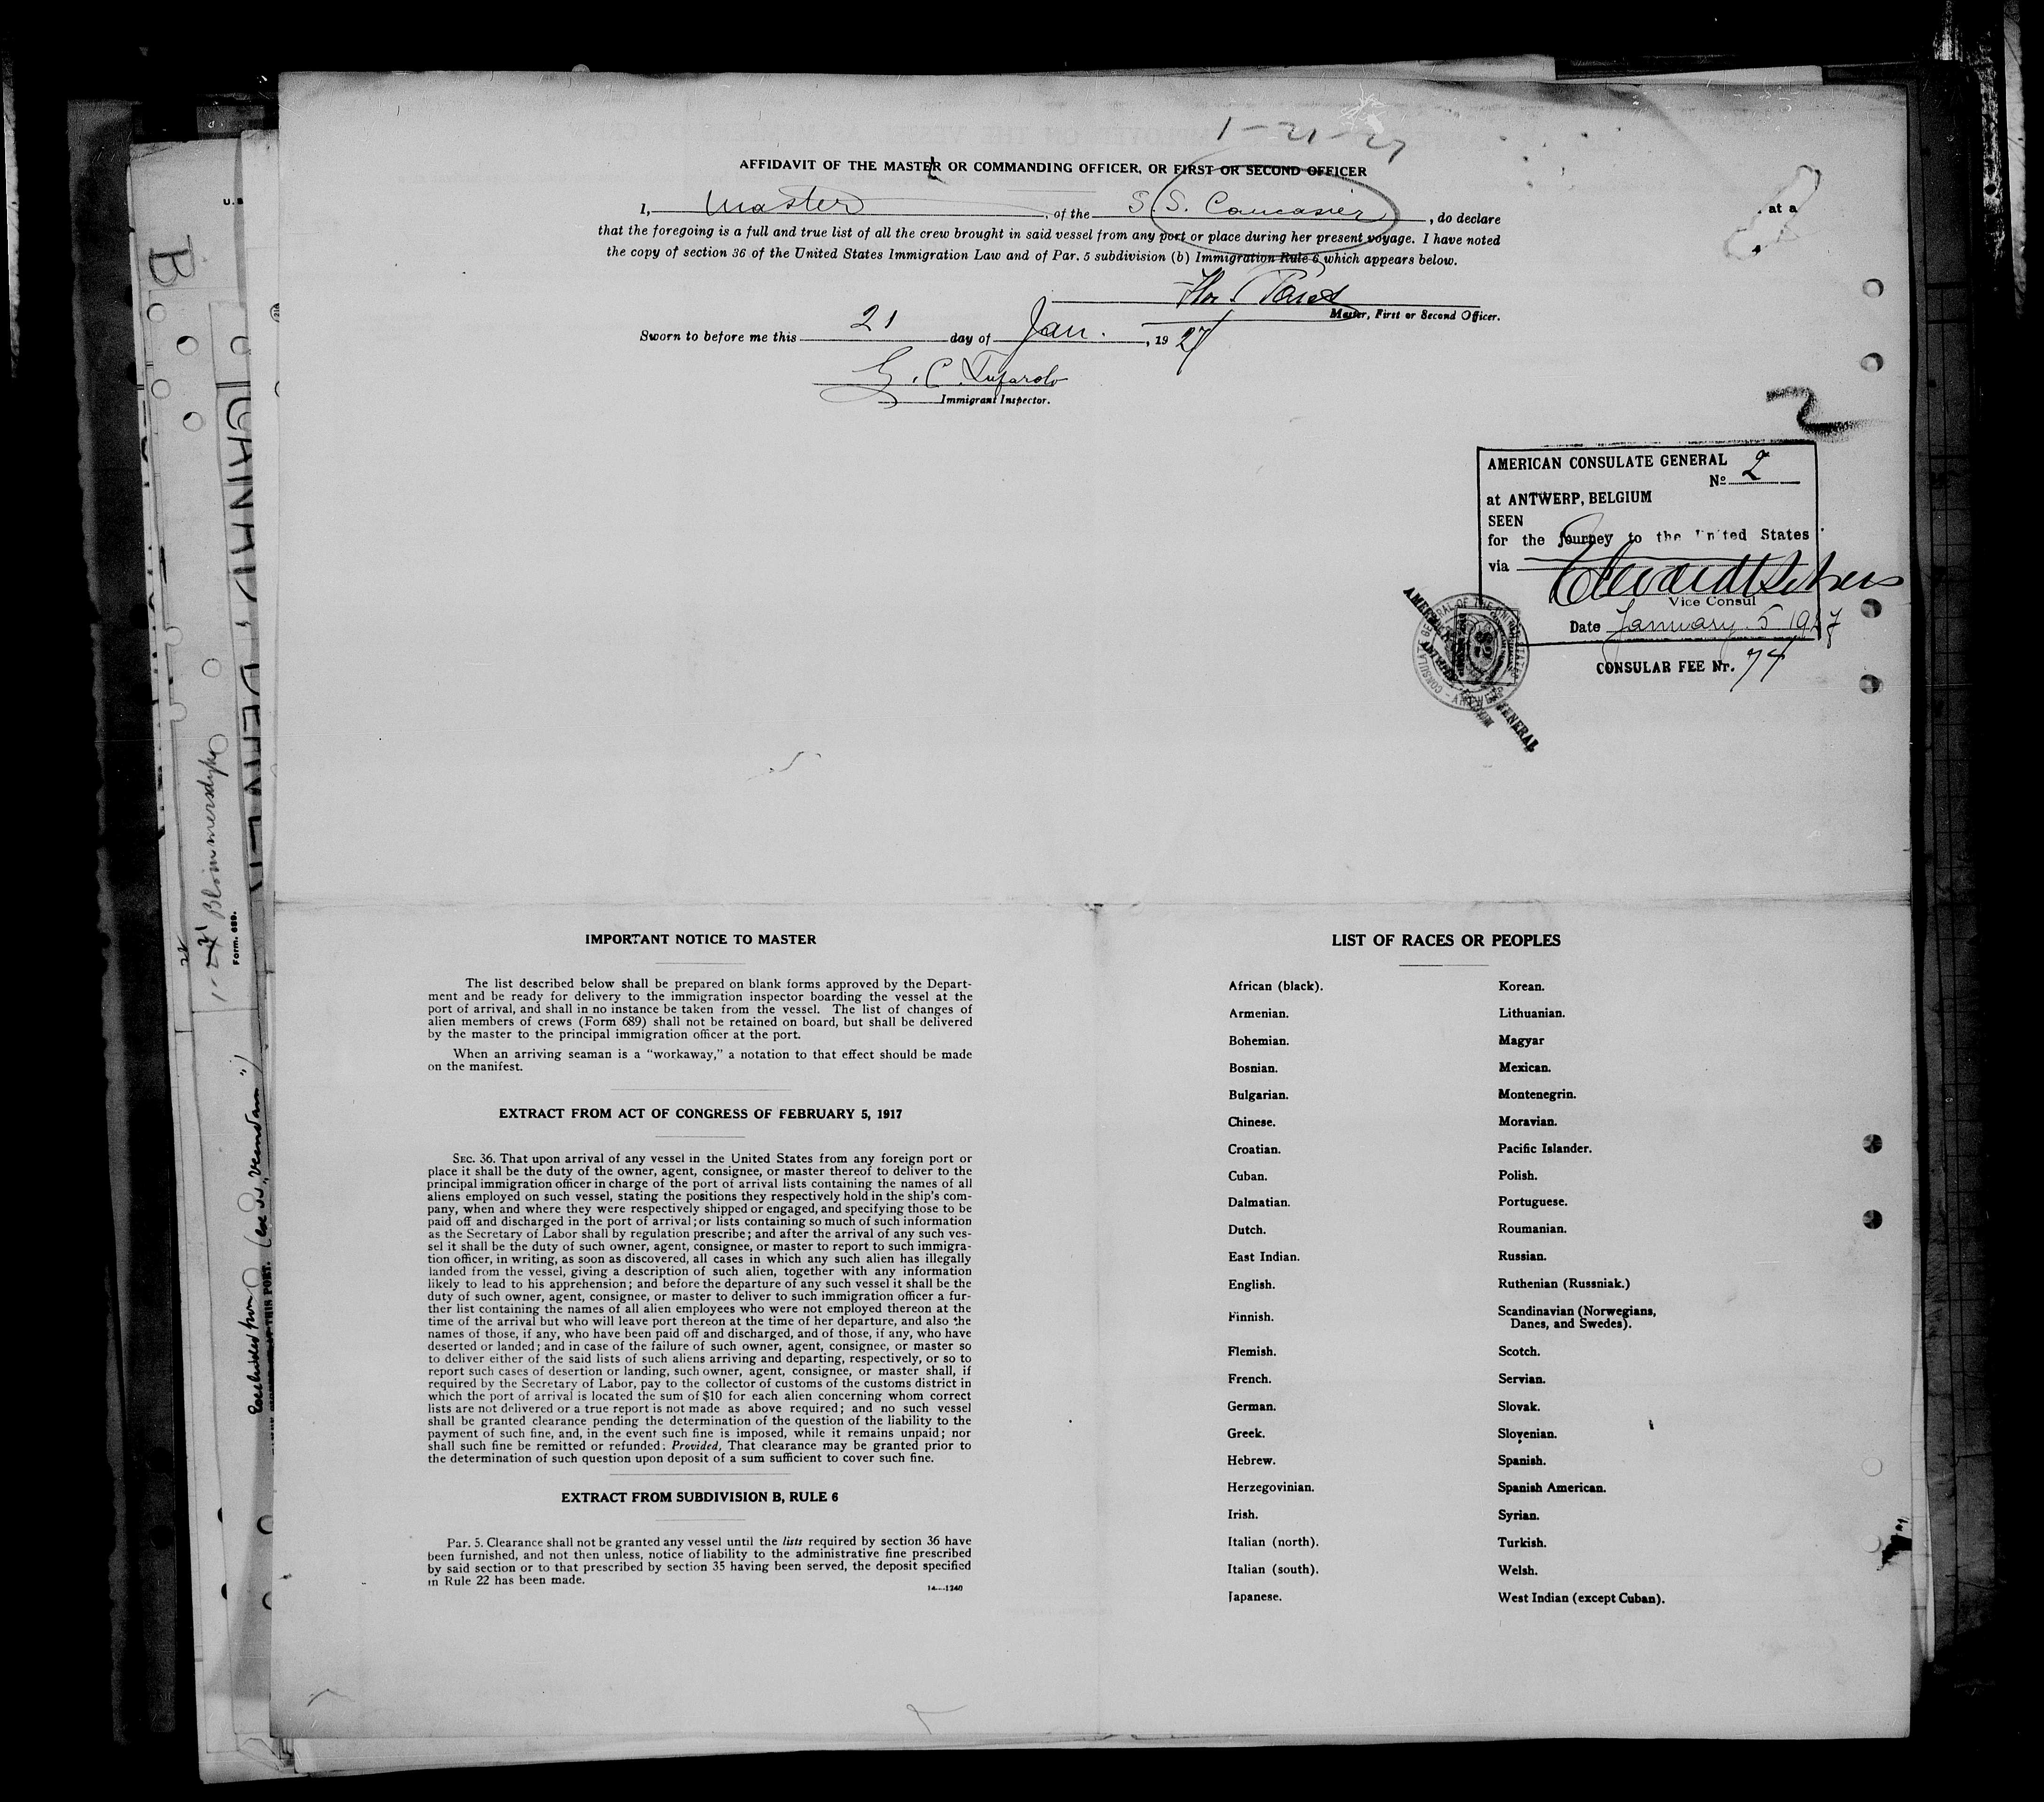 1-21-27
AFFIDAVIT OF THE MASTER OR COMMANDING OFFICER, OR FIRST OR SECOND OFFICER
I, Master, of the S.S. Caucasier, do declare
that the foregoing is a full and true list of all the crew brought in said vessel from any port or place during her present voyage. I have noted
the copy of section 36 of the United States Immigration Law and of Par. 5 subdivision (b) Immigration Rule 6 which appears below.
Master, First or Second Officer.
Sworn to before me this 21 day of Jan., 1927
Immigrant Inspector.
at a
2
AMERICAN CONSULATE GENERAL
No 2
at ANTWERP, BELGIUM
SEEN
for the journey to the United States
via
Vice Consul
Date January 5 1927
CONSULAR FEE Nr. 74
IMPORTANT NOTICE TO MASTER
The list described below shall be prepared on blank forms approved by the Depart-
ment and be ready for delivery to the immigration inspector boarding the vessel at the
port of arrival, and shall in no instance be taken from the vessel. The list of changes of
alien members of crews (Form 689) shall not be retained on board, but shall be delivered
by the master to the principal immigration officer at the port.
When an arriving seaman is a "workaway," a notation to that effect should be made
on the manifest.
EXTRACT FROM ACT OF CONGRESS OF FEBRUARY 5, 1917
SEC. 36. That upon arrival of any vessel in the United States from any foreign port or
place it shall be the duty of the owner, agent, consignee, or master thereof to deliver to the
principal immigration officer in charge of the port of arrival lists containing the names of all
aliens employed on such vessel, stating the positions they respectively hold in the ship's com-
pany, when and where they were respectively shipped or engaged, and specifying those to be
paid off and discharged in the port of arrival; or lists containing so much of such information
as the Secretary of Labor shall by regulation prescribe; and after the arrival of any such ves-
sel it shall be the duty of such owner, agent, consignee, or master to report to such immigra-
tion officer, in writing, as soon as discovered, all cases in which any such alien has illegally
landed from the vessel, giving a description of such alien, together with any information
likely to lead to his apprehension; and before the departure of any such vessel it shall be the
duty of such owner, agent, consignee, or master to deliver to such immigration officer a fur-
ther list containing the names of all alien employees who were not employed thereon at the
time of the arrival but who will leave port thereon at the time of her departure, and also the
names of those, if any, who have been paid off and discharged, and of those, if any, who have
deserted or landed; and in case of the failure of such owner, agent, consignee, or master so
to deliver either of the said lists of such aliens arriving and departing, respectively, or so to
report such cases of desertion or landing, such owner, agent, consignee, or master shall, if
required by the Secretary of Labor, pay to the collector of customs of the customs district in
which the port of arrival is located the sum of $10 for each alien concerning whom correct
lists are not delivered or a true report is not made as above required; and no such vessel
shall be granted clearance pending the determination of the question of the liability to the
payment of such fine, and, in the event such fine is imposed, while it remains unpaid; nor
shall such fine be remitted or refunded: Provided, That clearance may be granted prior to
the determination of such question upon deposit of a sum sufficient to cover such fine.
EXTRACT FROM SUBDIVISION B, RULE 6
Par. 5. Clearance shall not be granted any vessel until the lists required by section 36 have
been furnished, and not then unless, notice of liability to the administrative fine prescribed
by said section or to that prescribed by section 35 having been served, the deposit specified
in Rule 22 has been made.
14—1240
LIST OF RACES OR PEOPLES
African (black).
Armenian.
Bohemian.
Bosnian.
Bulgarian.
Chinese.
Croatian.
Cuban.
Dalmatian.
Dutch.
East Indian.
English.
Finnish.
Flemish.
French.
German.
Greek.
Hebrew.
Herzegovinian.
Irish.
Italian (north).
Italian (south).
Japanese.
Korean.
Lithuanian.
Magyar
Mexican.
Montenegrin.
Moravian.
Pacific Islander.
Polish.
Portuguese.
Roumanian.
Russian.
Ruthenian (Russniak.)
Scandinavian (Norwegians,
Danes, and Swedes).
Scotch.
Servian.
Slovak.
Slovenian.
Spanish.
Spanish American.
Syrian.
Turkish.
Welsh.
West Indian (except Cuban).
B
Blommersdyk
Form. 689.